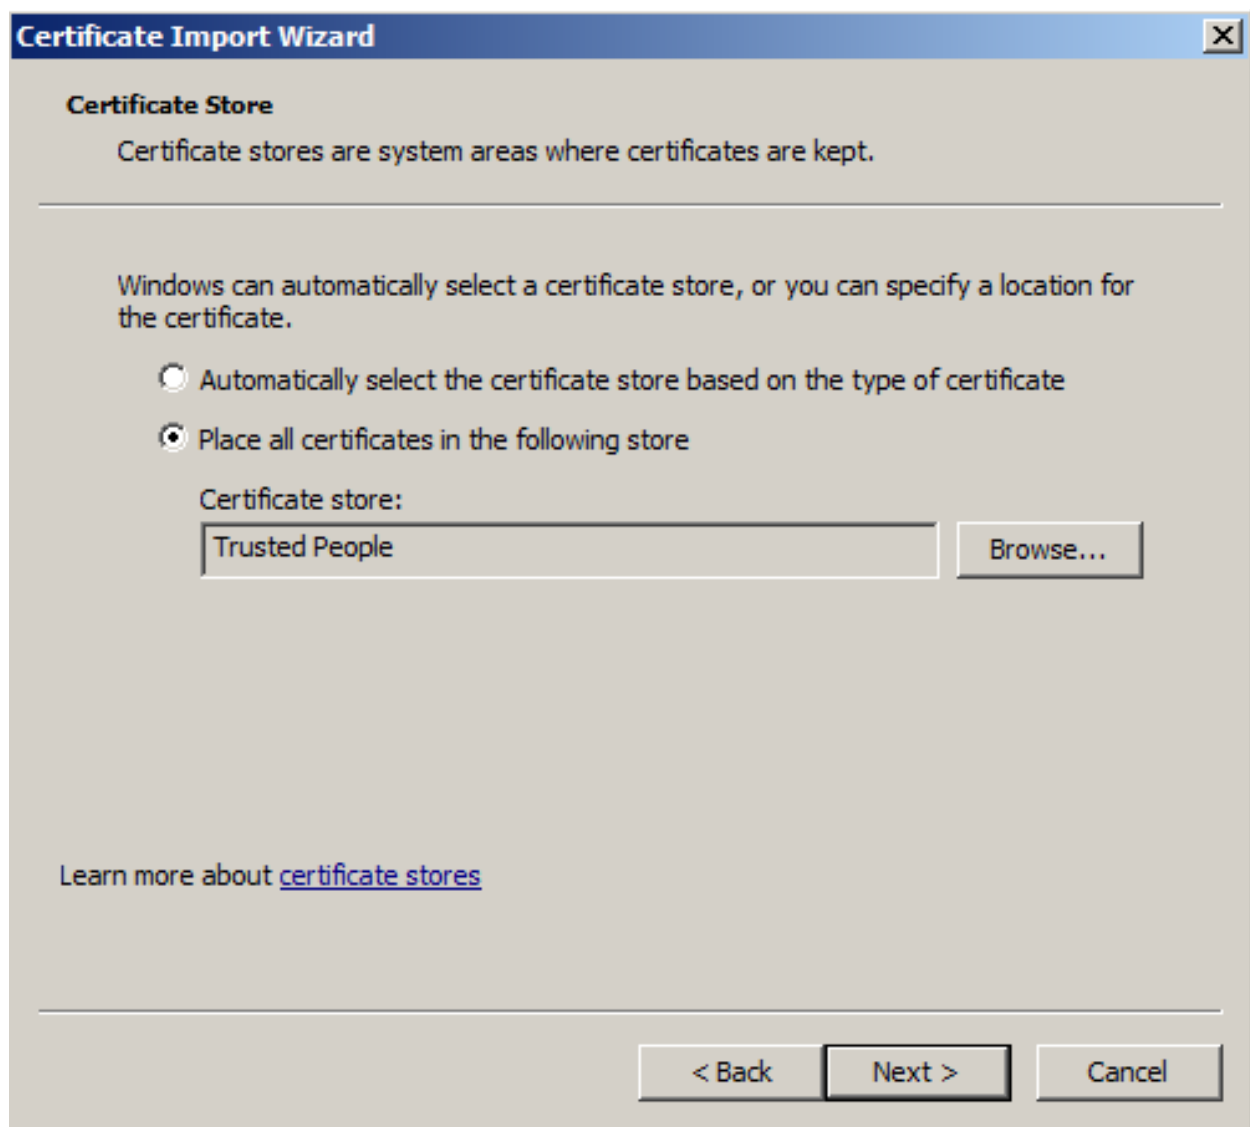 Certificate Import Wizard
Certificate Store
Certificate stores are system areas where certificates are kept.
Windows can automatically select a certificate store, or you can specify a location for
the certificate.
Automatically select the certificate store based on the type of certificate
Place all certificates in the following store
Certificate store:
Trusted People
Browse...
Learn more about certificate stores
< Back
Next >
Cancel